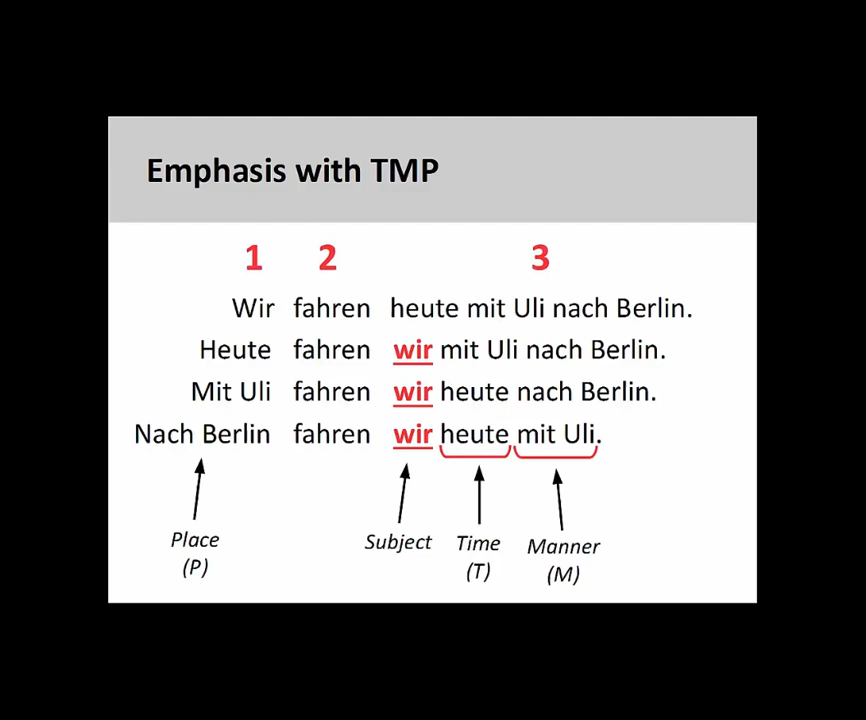 Emphasis with TMP
1 2 3
Wir fahren heute mit Uli nach Berlin.
Heute fahren wir mit Uli nach Berlin.
Mit Uli fahren wir heute nach Berlin.
Nach Berlin fahren wir heute mit Uli.
Place Subject Time Manner
(P) (T) (M)